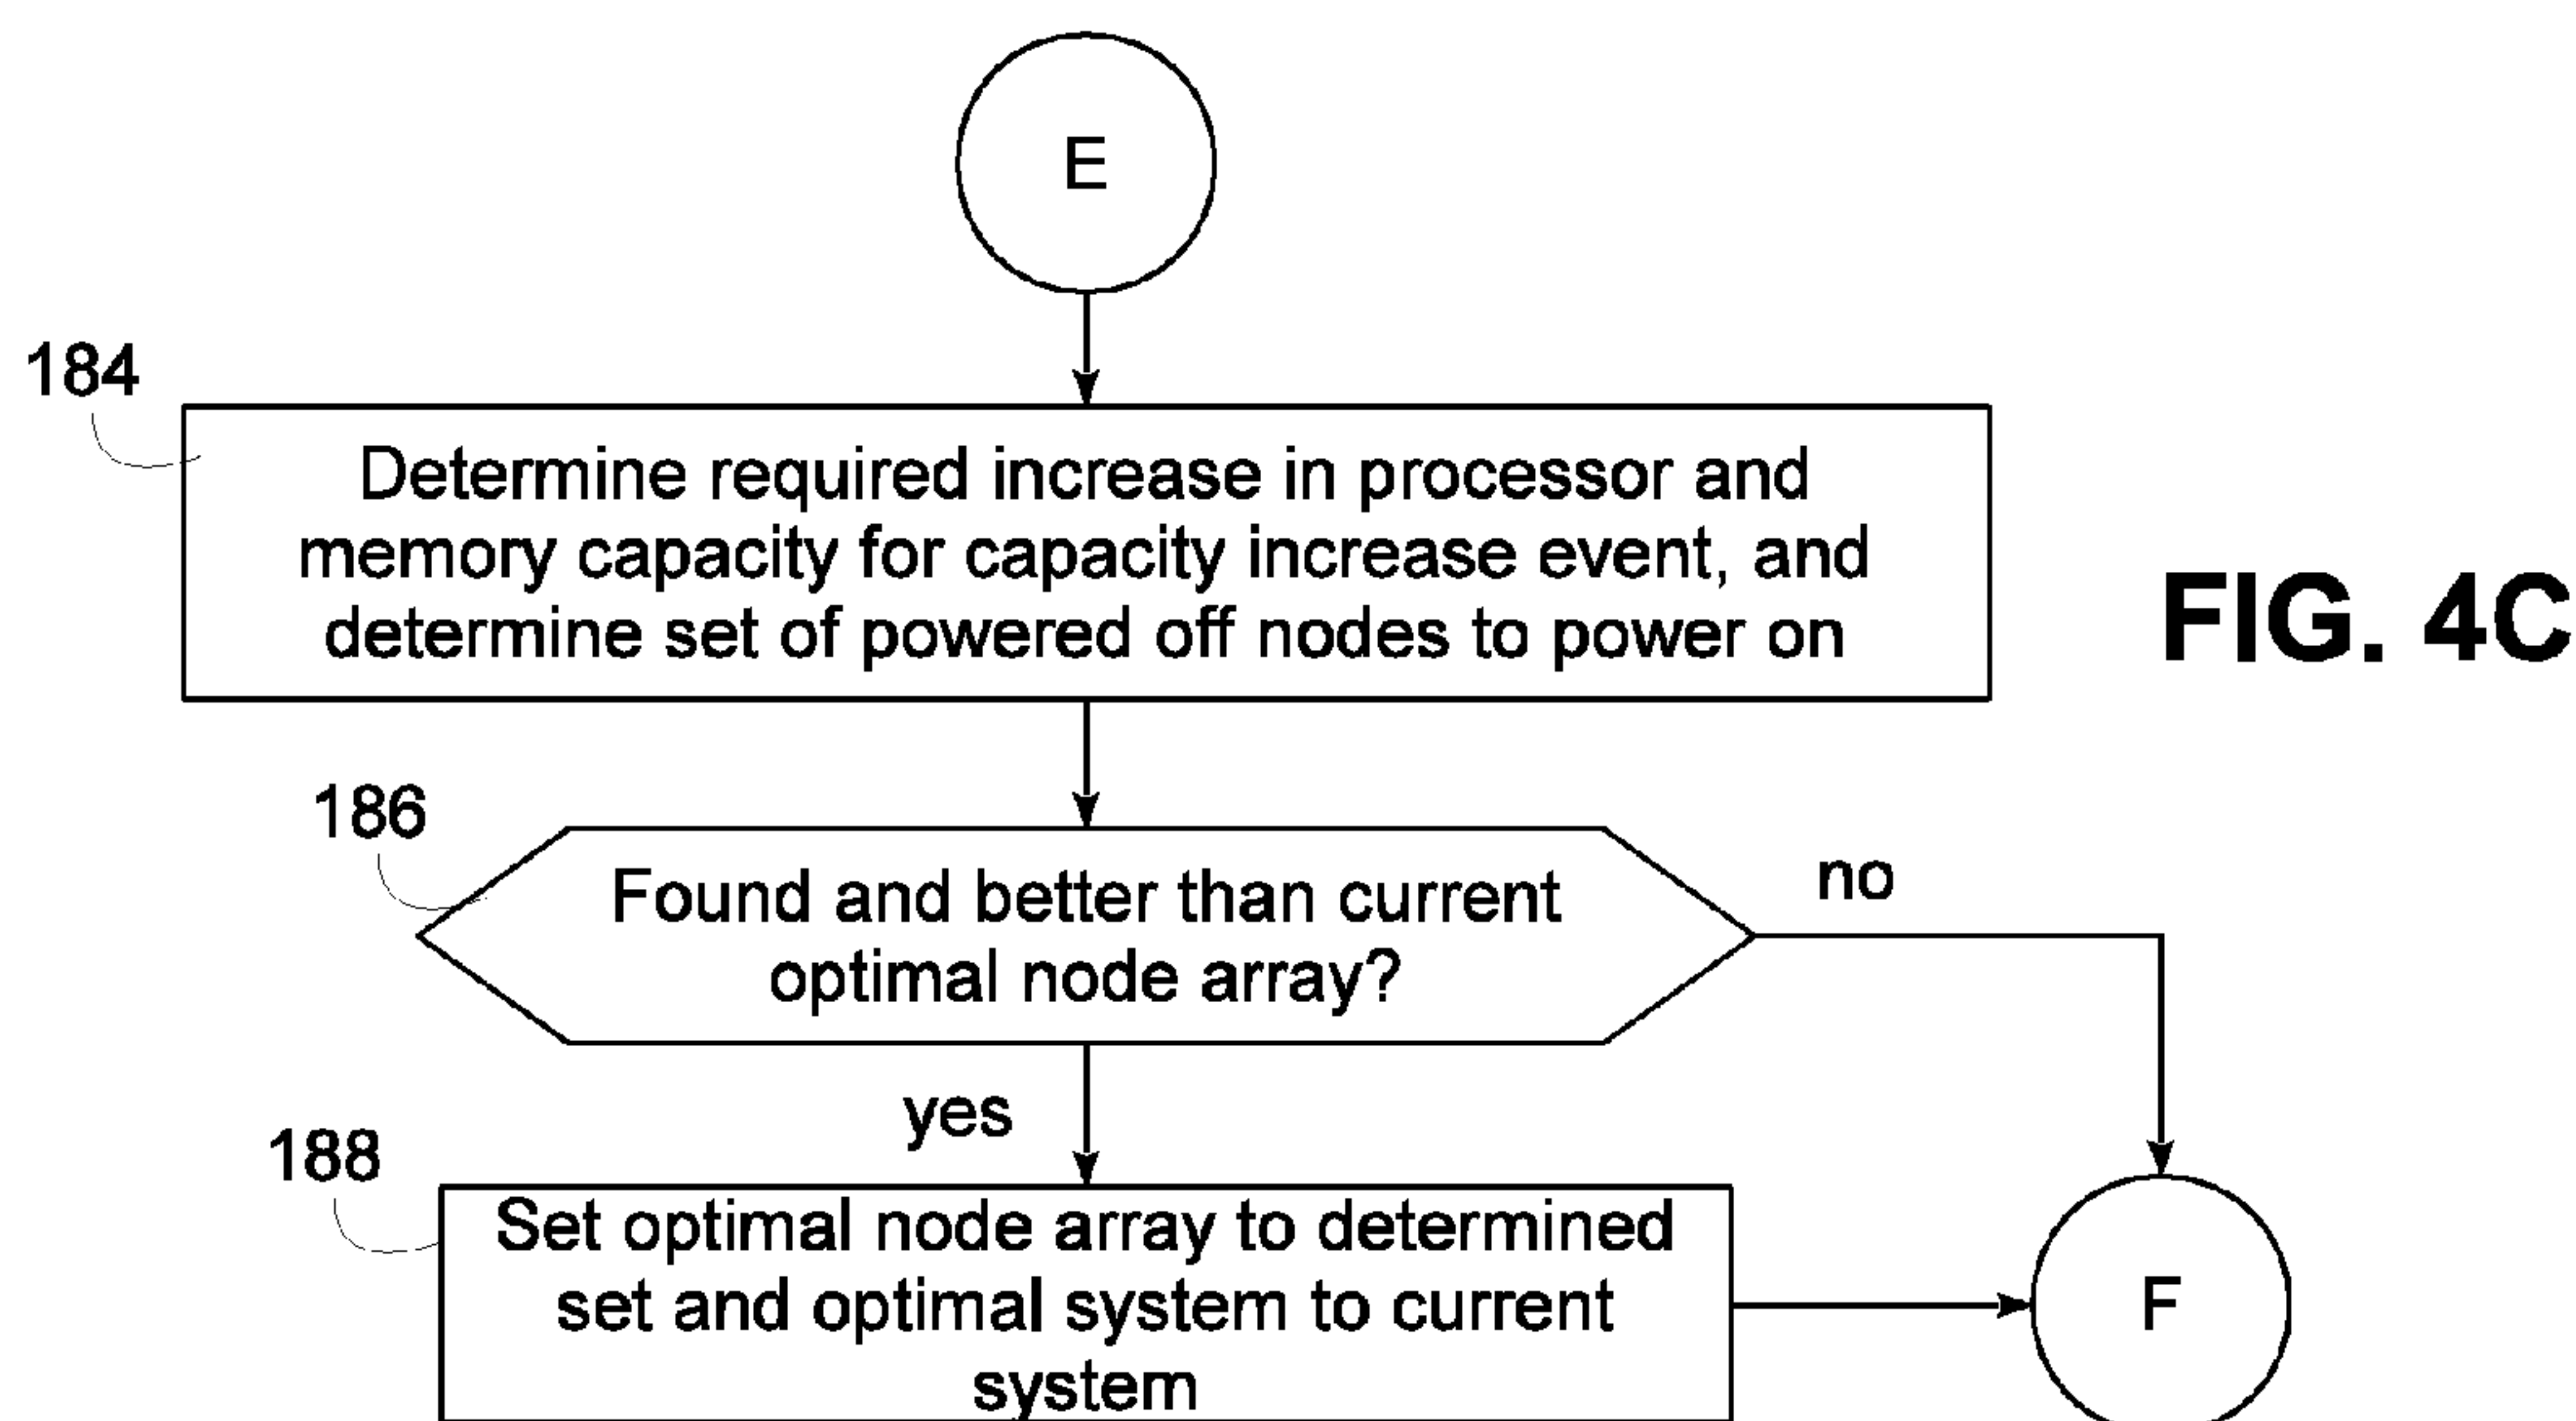 E
184
Determine required increase in processor and
memory capacity for capacity increase event, and
determine set of powered off nodes to power on
FIG. 4C
186
Found and better than current
optimal node array?
no
yes
188
Set optimal node array to determined
set and optimal system to current
system
F